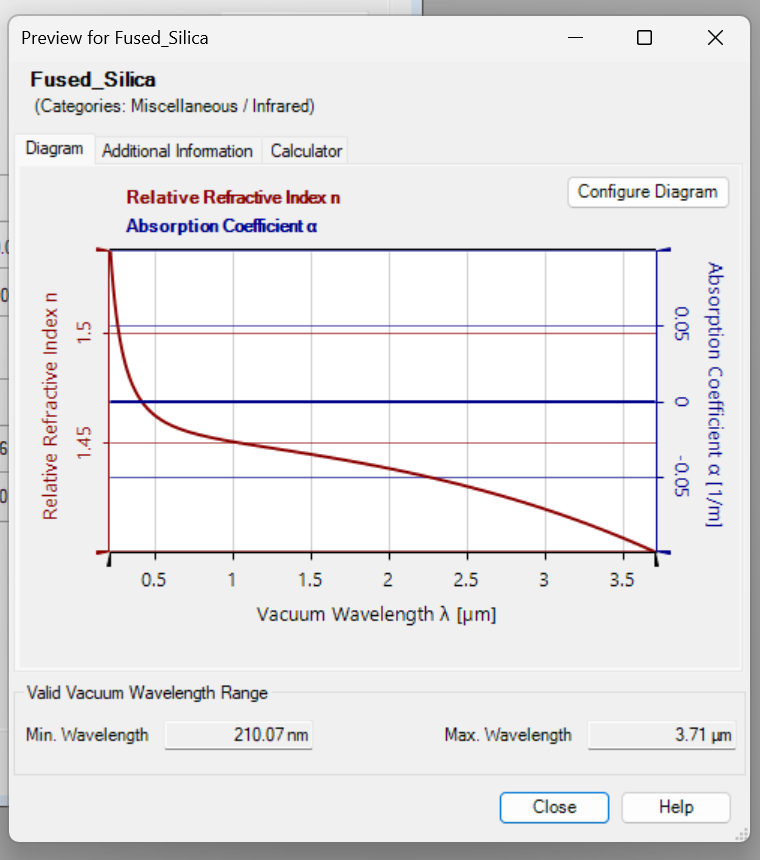 Preview for Fused_Silica
Fused_Silica
(Categories: Miscellaneous / Infrared)
Diagram Additional Information Calculator
Configure Diagram
Relative Refractive Index n
Absorption Coefficient α
Relative Refractive Index n
1.5
1.45
0.05
0
-0.05
Absorption Coefficient α [1/m]
0.5 1 1.5 2 2.5 3 3.5
Vacuum Wavelength λ [µm]
Valid Vacuum Wavelength Range
Min. Wavelength 210.07 nm Max. Wavelength 3.71 µm
Close Help